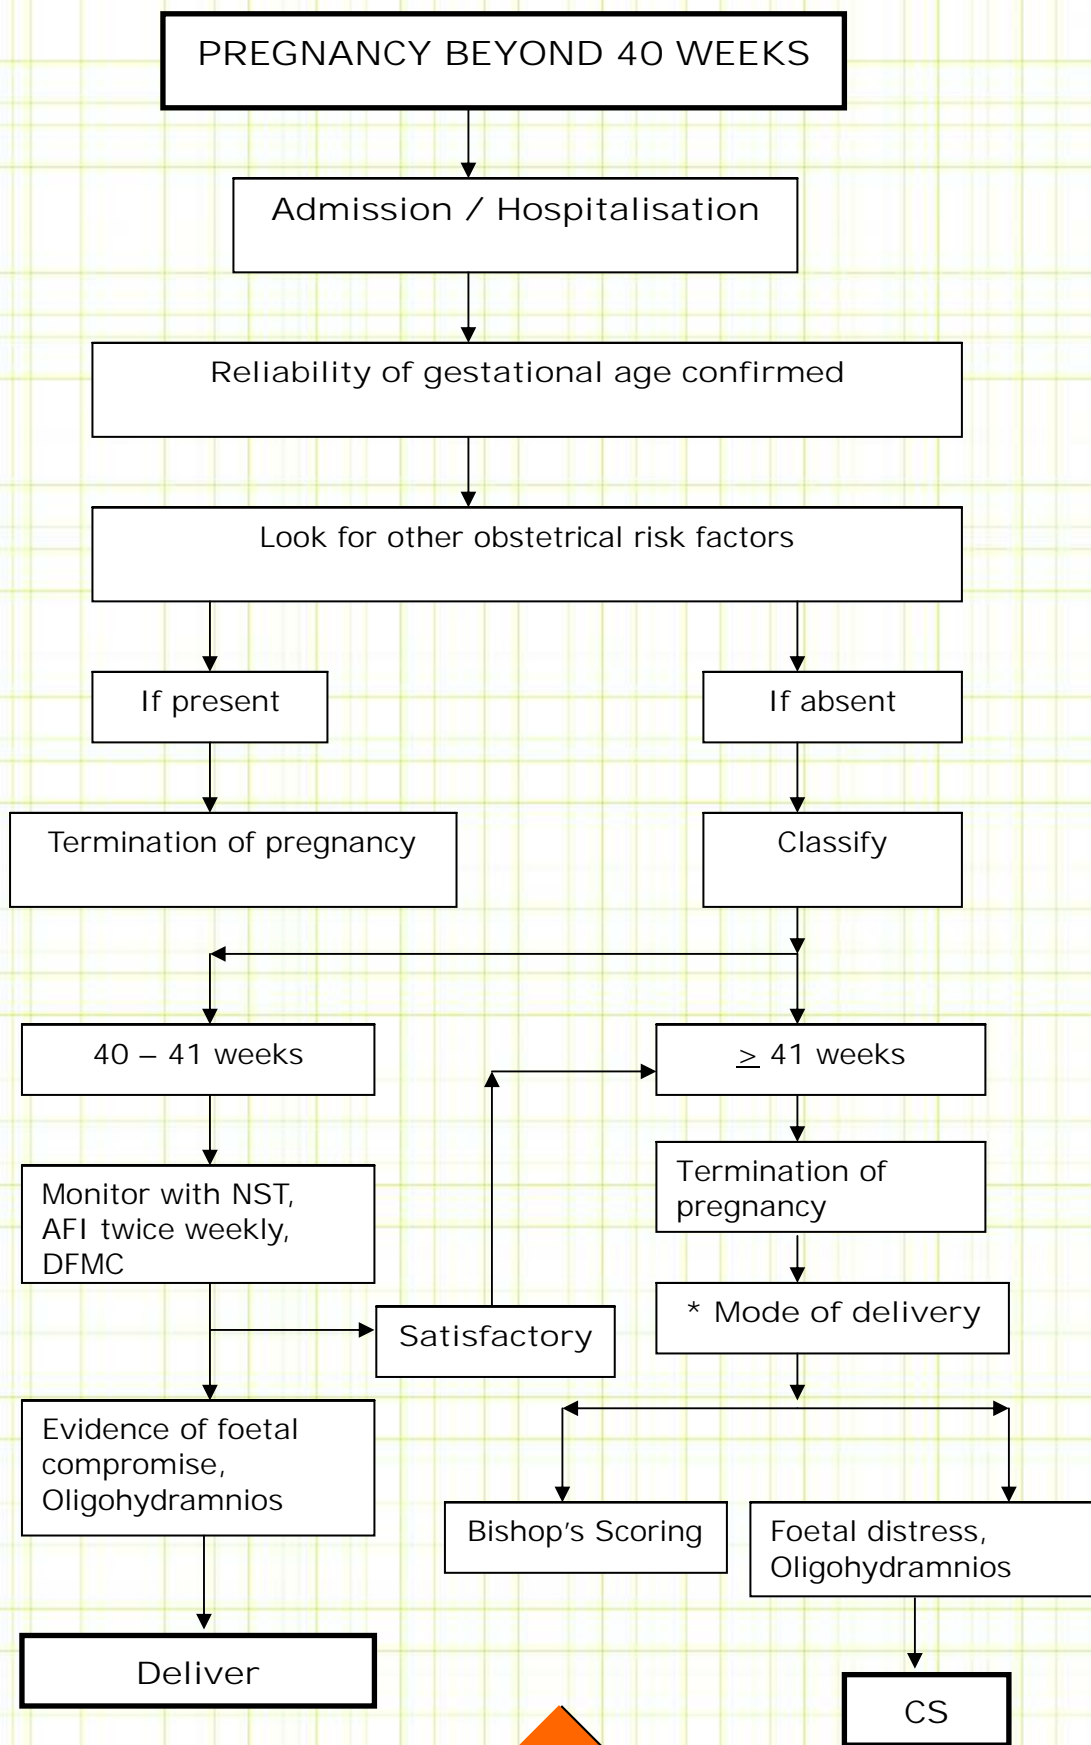 PREGNANCY BEYOND 40 WEEKS
Admission / Hospitalisation
Reliability of gestational age confirmed
Look for other obstetrical risk factors
If present
If absent
Termination of pregnancy
Classify
40 – 41 weeks
≥ 41 weeks
Monitor with NST,
AFI twice weekly,
DFMC
Termination of
pregnancy
Satisfactory
* Mode of delivery
Evidence of foetal
compromise,
Oligohydramnios
Bishop's Scoring
Foetal distress,
Oligohydramnios
Deliver
CS